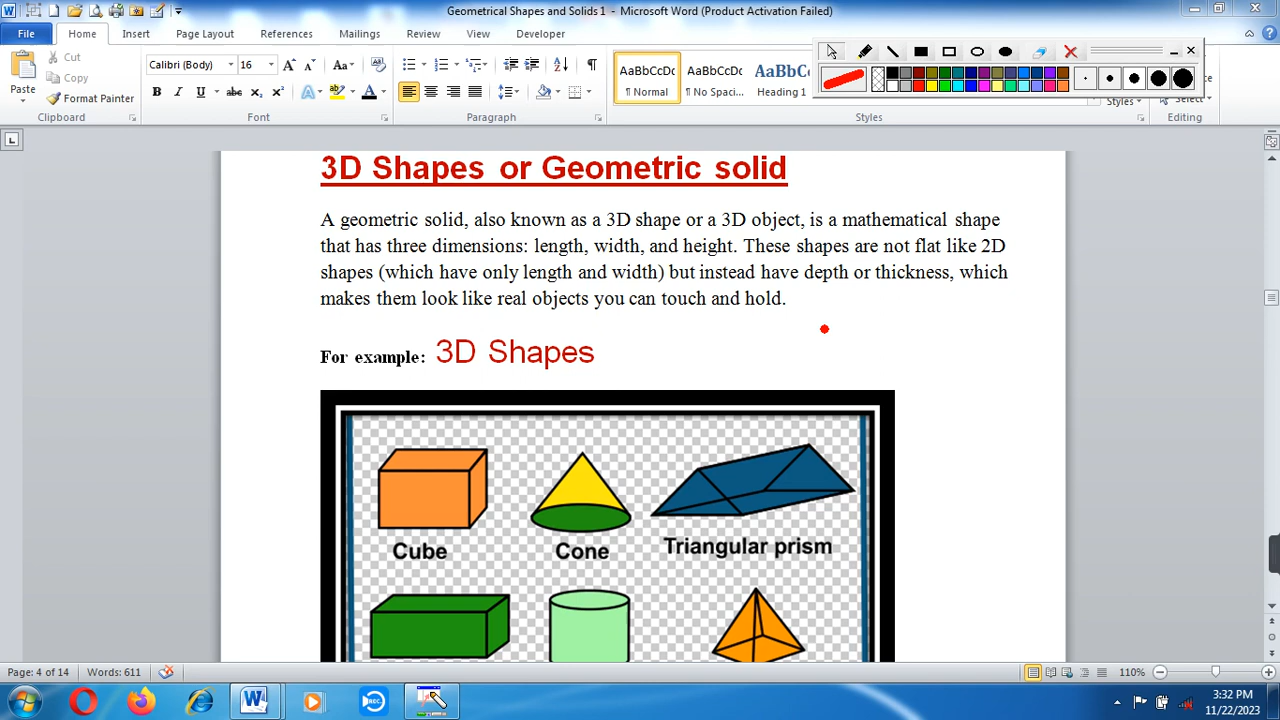 Geometrical Shapes and Solids 1 - Microsoft Word (Product Activation Failed)
File Home Insert Page Layout References Mailings Review View Developer
Cut
Copy
Paste
Format Painter
Clipboard
Calibri (Body) 16
Font
Paragraph
AaBbCcDc AaBbCcDc AaBbC
¶ Normal ¶ No Spaci... Heading 1
Styles
Styles
Select
Editing
3D Shapes or Geometric solid
A geometric solid, also known as a 3D shape or a 3D object, is a mathematical shape
that has three dimensions: length, width, and height. These shapes are not flat like 2D
shapes (which have only length and width) but instead have depth or thickness, which
makes them look like real objects you can touch and hold.
For example: 3D Shapes
Cube Cone Triangular prism
Page: 4 of 14 Words: 611 110%
3:32 PM
11/22/2023